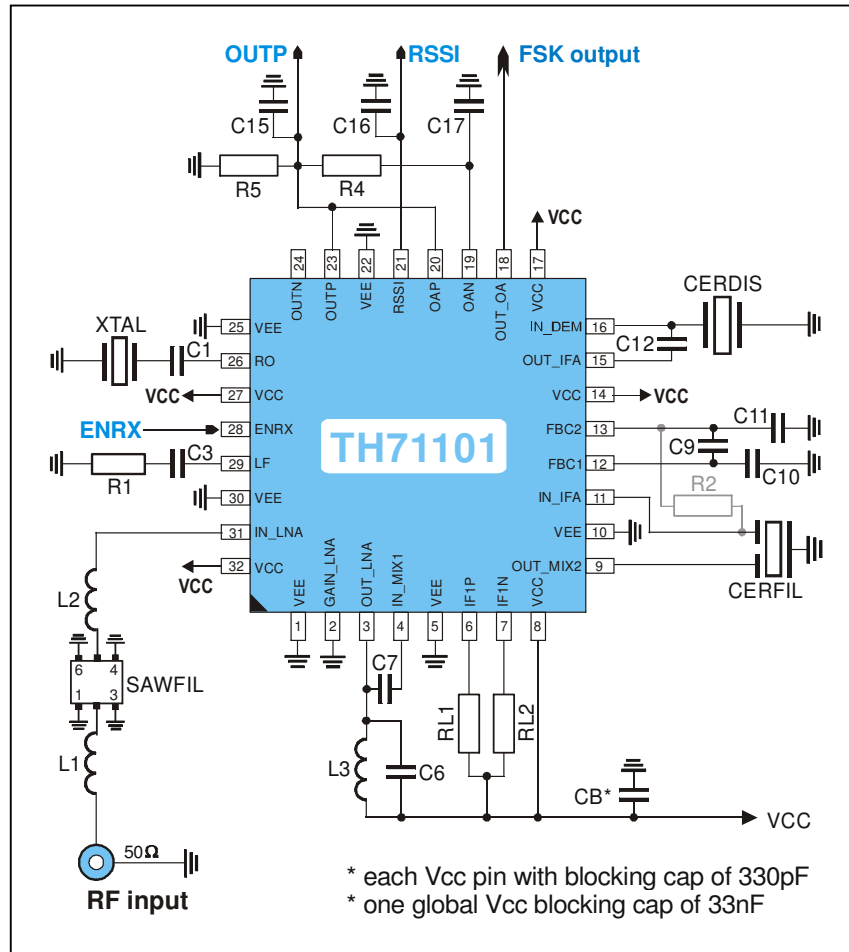 OUTP RSSI FSK output
C15 C16 C17
R5 R4
VCC
24 23 22 21 20 19 18 17
OUTN OUTP VEE RSSI OAP OAN OUT_OA VCC
CERDIS
XTAL
25 VEE IN_DEM 16
C1 C12
26 RO OUT_IFA 15
VCC 27 VCC VCC 14 VCC
C11
ENRX 28 ENRX FBC2 13
TH71101
C9
C3 29 LF FBC1 12
R1 C10
30 VEE IN_IFA 11
R2
31 IN_LNA VEE 10
OUT_MIX2 9
VCC 32 VCC
CERFIL
VEE GAIN_LNA OUT_LNA IN_MIX1 VEE IF1P IF1N VCC
1 2 3 4 5 6 7 8
L2
C7
6 4
SAWFIL
1 3
RL1 RL2
L1
L3 C6
CB*
VCC
50Ω
RF input
* each Vcc pin with blocking cap of 330pF
* one global Vcc blocking cap of 33nF